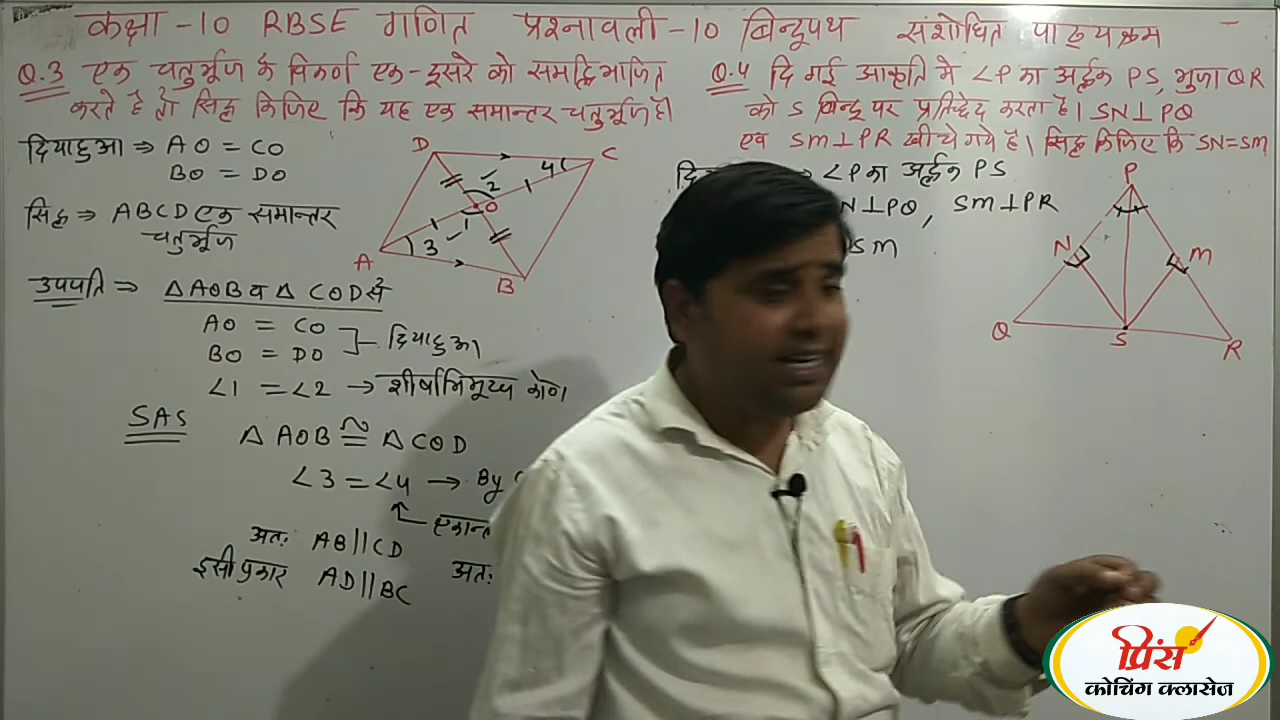 कक्षा -10 RBSE गणित प्रश्नावली -10 बिन्दुपथ संशोधित पाठ्यक्रम
Q.3 एक चतुर्भुज के विकर्ण एक-दूसरे को समद्विभाजित
करते है तो सिद्ध किजिए कि यह एक समान्तर चतुर्भुज है।
दिया हुआ ⇒ AO = CO
BO = DO
सिद्ध ⇒ ABCD एक समान्तर
चतुर्भुज
उपपति ⇒ △AOB व △ COD से
AO = CO
BO = DO ] – दिया हुआ
∠1 = ∠2 → शीर्षाभिमुख कोण
SAS
△ AOB ≅ △ COD
∠3 = ∠4 → By
एकान्त
अतः AB||CD
इसी प्रकार AD||BC अतः
D C
4
2
O
1
3
A B
Q.4 दि गई आकृति मे ∠P का अर्द्धक PS, भुजा QR
को S बिन्दु पर प्रतिच्छेद करता है। SN⊥PQ
एवं SM⊥PR खीचे गये है। सिद्ध किजिए कि SN=SM
∠P का अर्द्धक PS
N⊥PQ, SM⊥PR
SM
P
N M
Q S R
प्रिंस
कोचिंग क्लासेज